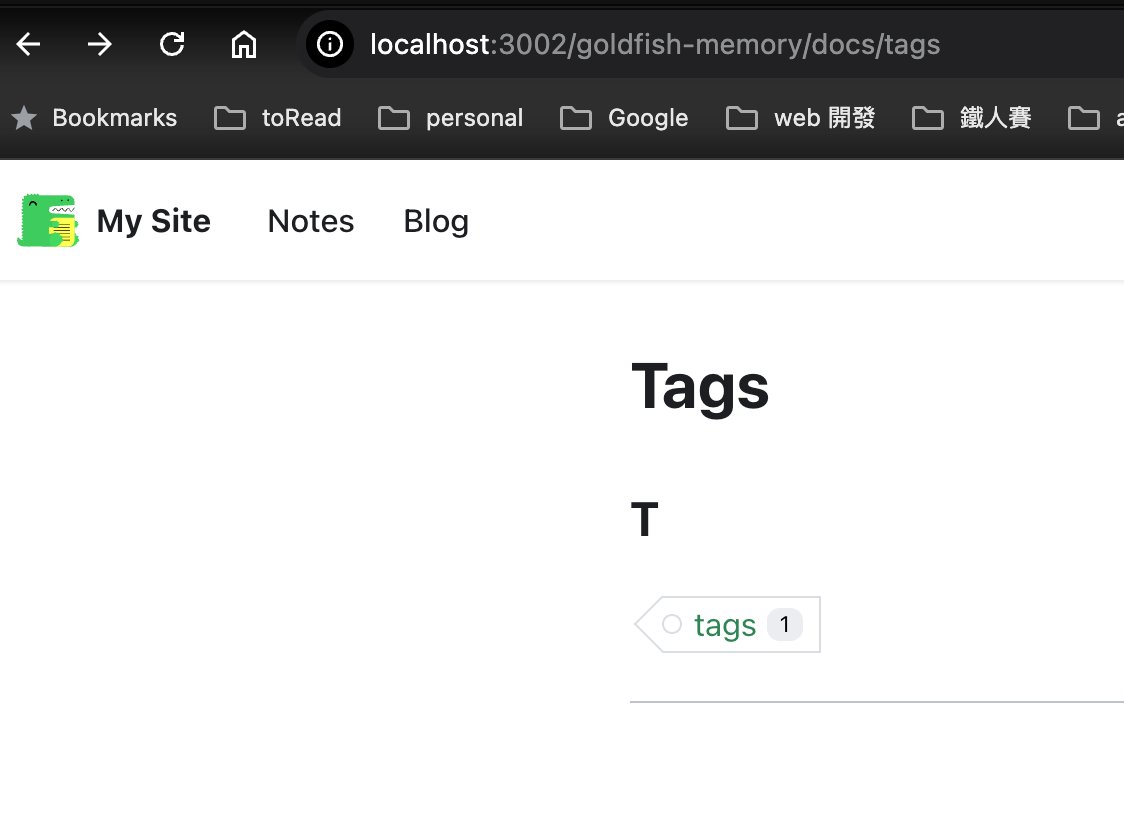 localhost:3002/goldfish-memory/docs/tags
Bookmarks toRead personal Google web 開發 鐵人賽
My Site Notes Blog
Tags
T
tags 1